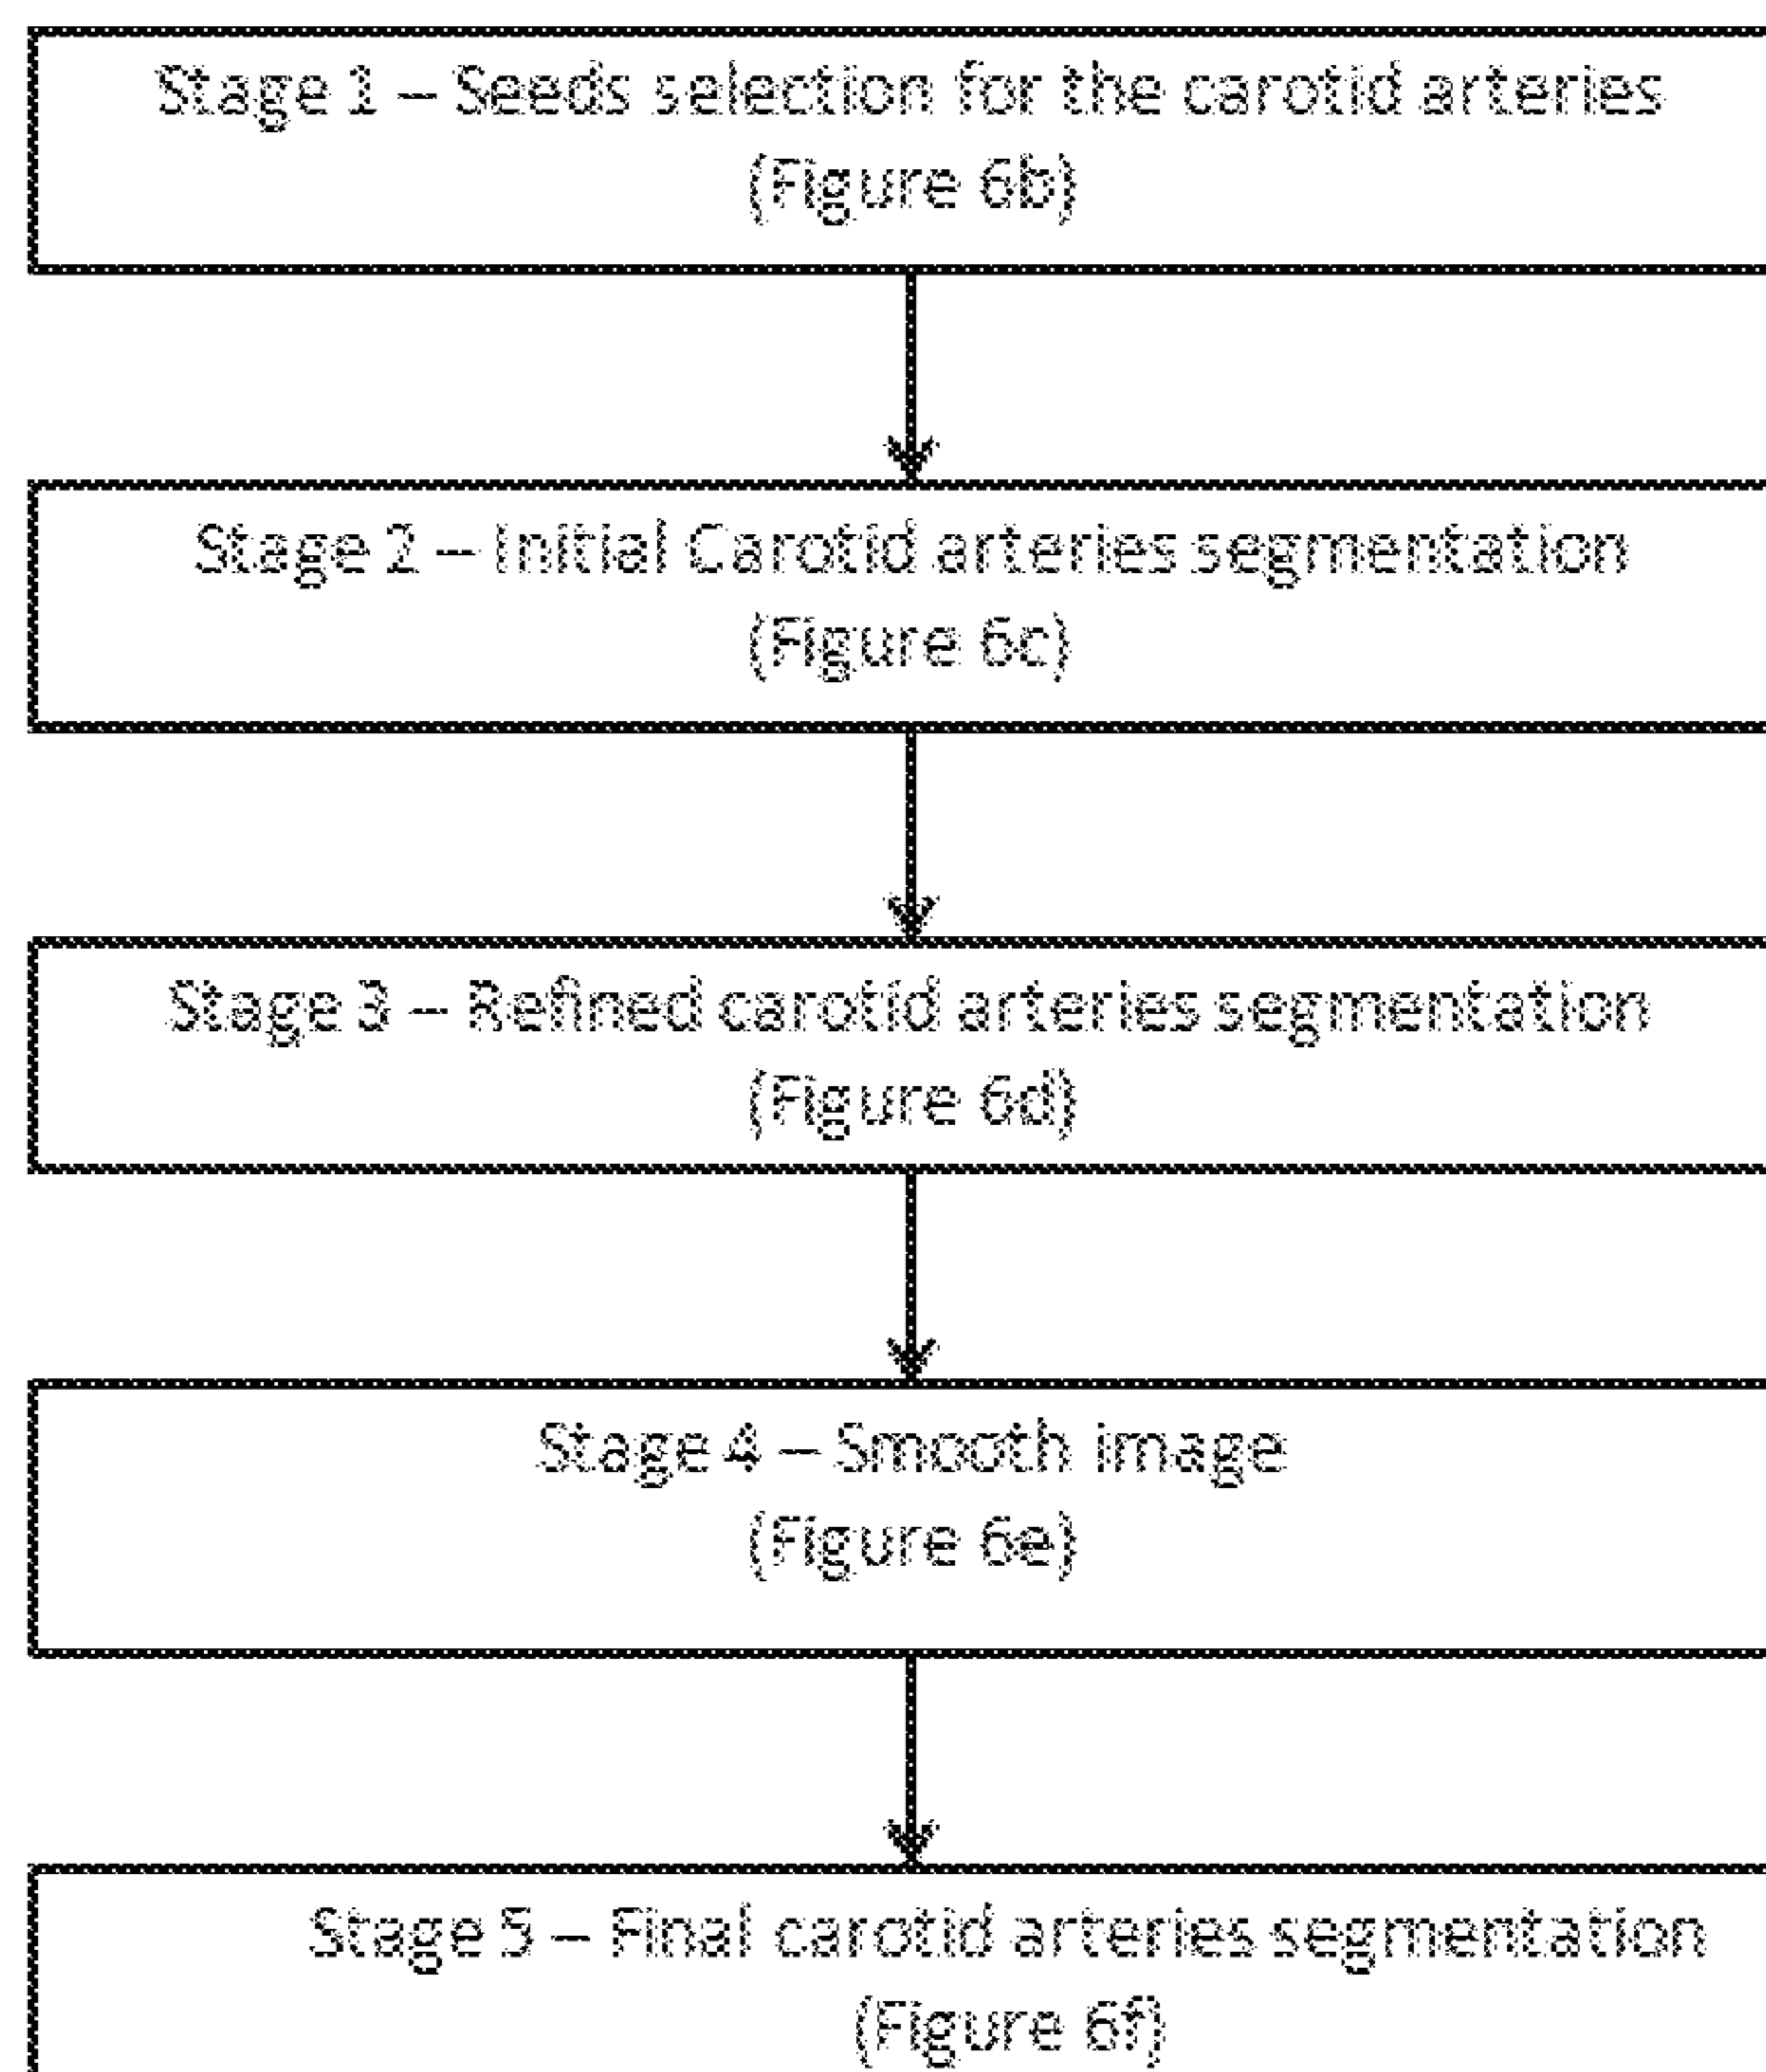 Stage 1 – Seeds selection for the carotid arteries
(Figure 6b)
Stage 2 – Initial Carotid arteries segmentation
(Figure 6c)
Stage 3 – Refined carotid arteries segmentation
(Figure 6d)
Stage 4 – Smooth image
(Figure 6e)
Stage 5 – Final carotid arteries segmentation
(Figure 6f)